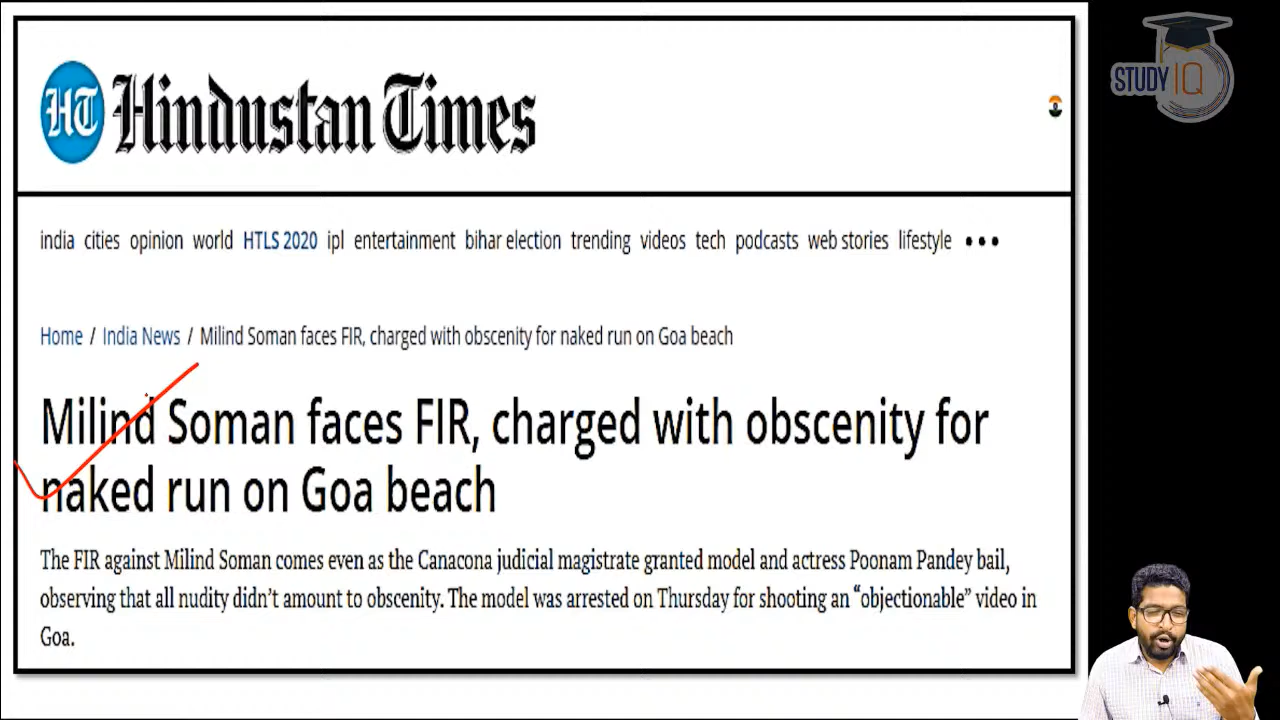 STUDY IQ
HT Hindustan Times
india cities opinion world HTLS 2020 ipl entertainment bihar election trending videos tech podcasts web stories lifestyle •••
Home / India News / Milind Soman faces FIR, charged with obscenity for naked run on Goa beach
Milind Soman faces FIR, charged with obscenity for
naked run on Goa beach
The FIR against Milind Soman comes even as the Canacona judicial magistrate granted model and actress Poonam Pandey bail,
observing that all nudity didn’t amount to obscenity. The model was arrested on Thursday for shooting an “objectionable” video in
Goa.